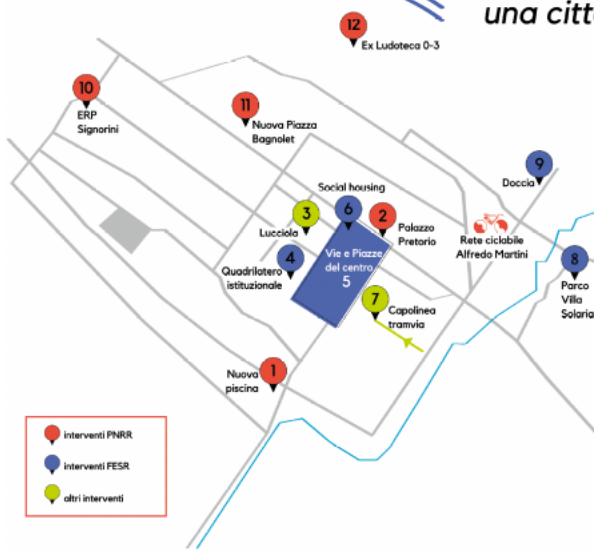 una citt
12
Ex Ludoteca 0-3
10
ERP
Signorini
11
Nuova Piazza
Bagnolet
9
Doccia
Social housing
6
3
Lucciola
2
Palazzo
Pretorio
Rete ciclabile
Alfredo Martini
4
Quadrilatero
istituzionale
Vie e Piazze
del centro
5
8
Parco
Villa
Solaria
7
Capolinea
tramvia
1
Nuova
piscina
interventi PNRR
interventi FESR
altri interventi